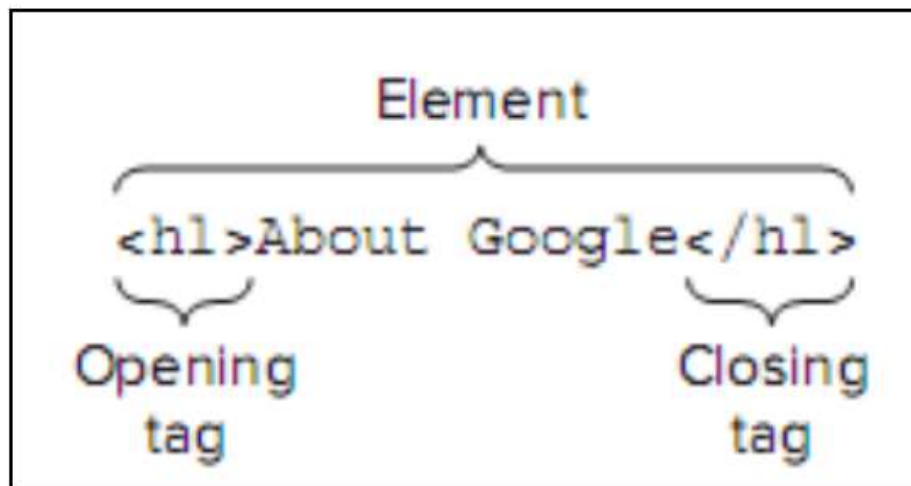 Element
<hl>About Google</hl>
Opening
tag
Closing
tag